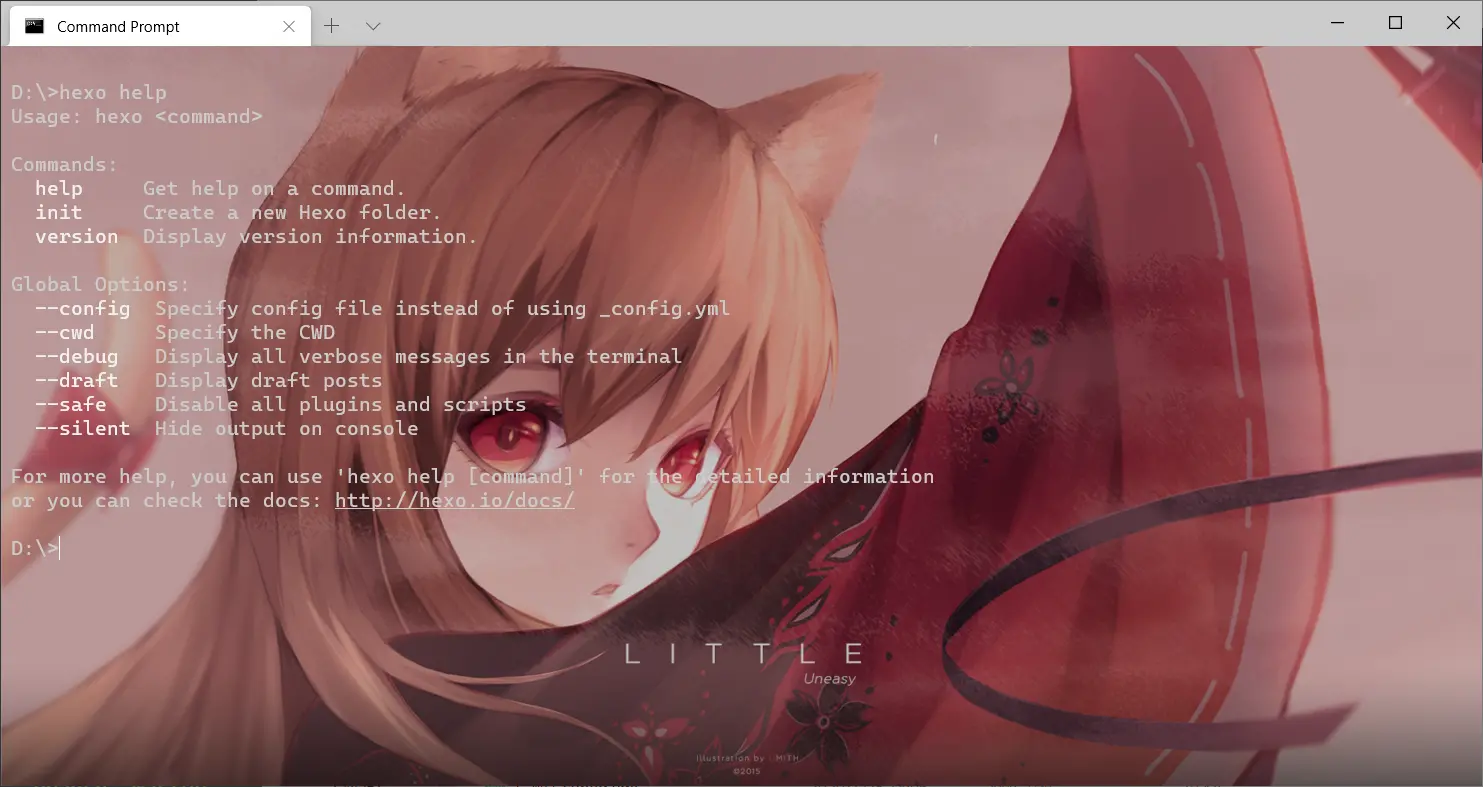 Command Prompt
D:\>hexo help
Usage: hexo <command>
Commands:
help     Get help on a command.
init     Create a new Hexo folder.
version  Display version information.
Global Options:
--config  Specify config file instead of using _config.yml
--cwd     Specify the CWD
--debug   Display all verbose messages in the terminal
--draft   Display draft posts
--safe    Disable all plugins and scripts
--silent  Hide output on console
For more help, you can use 'hexo help [command]' for the detailed information
or you can check the docs: http://hexo.io/docs/
D:\>
LITTLE
Uneasy
illustration by
©2015